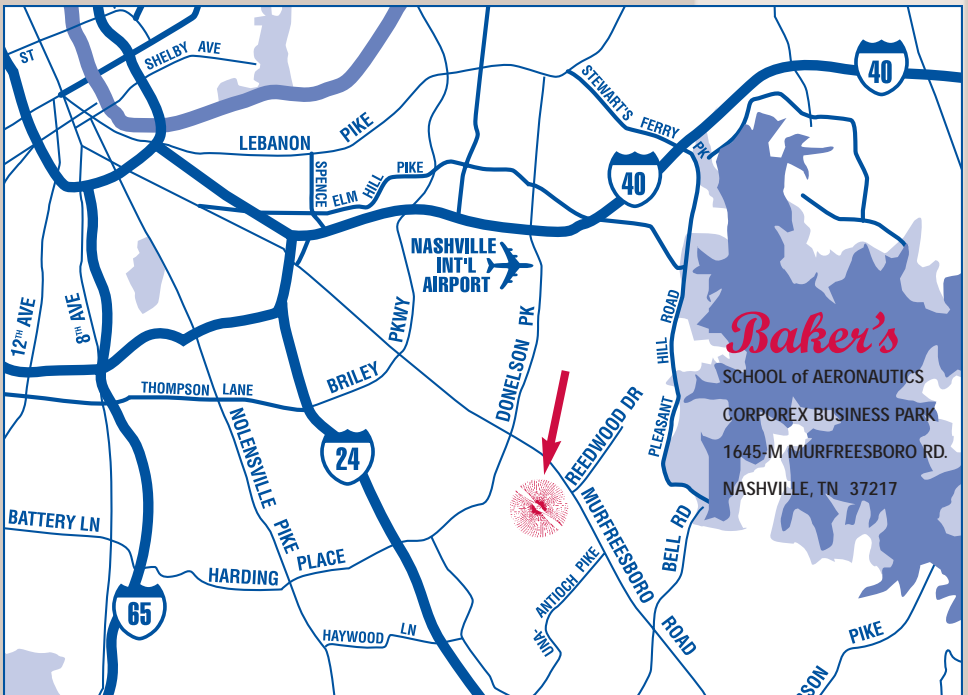 ST
SHELBY AVE
40
STEWART'S FERRY PK
LEBANON PIKE
SPENCE
ELM HILL PIKE
40
NASHVILLE
INT'L
AIRPORT
12TH AVE
8TH AVE
BRILEY PKWY
DONELSON PK
PLEASANT HILL ROAD
Baker's
SCHOOL of AERONAUTICS
CORPOREX BUSINESS PARK
1645-M MURFREESBORO RD.
NASHVILLE, TN 37217
THOMPSON LANE
NOLENSVILLE PIKE
24
REEDWOOD DR
MURFREESBORO ROAD
BELL RD
BATTERY LN
HARDING PLACE
UNA-ANTIOCH PIKE
65
HAYWOOD LN
SON PIKE